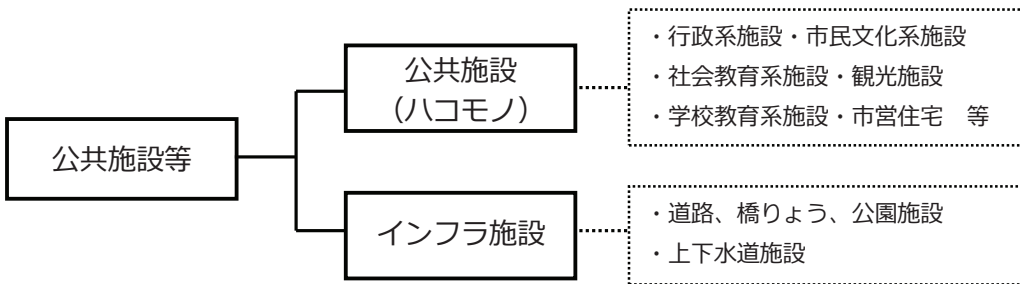 公共施設等
公共施設
（ハコモノ）
・行政系施設・市民文化系施設
・社会教育系施設・観光施設
・学校教育系施設・市営住宅　等
インフラ施設
・道路、橋りょう、公園施設
・上下水道施設